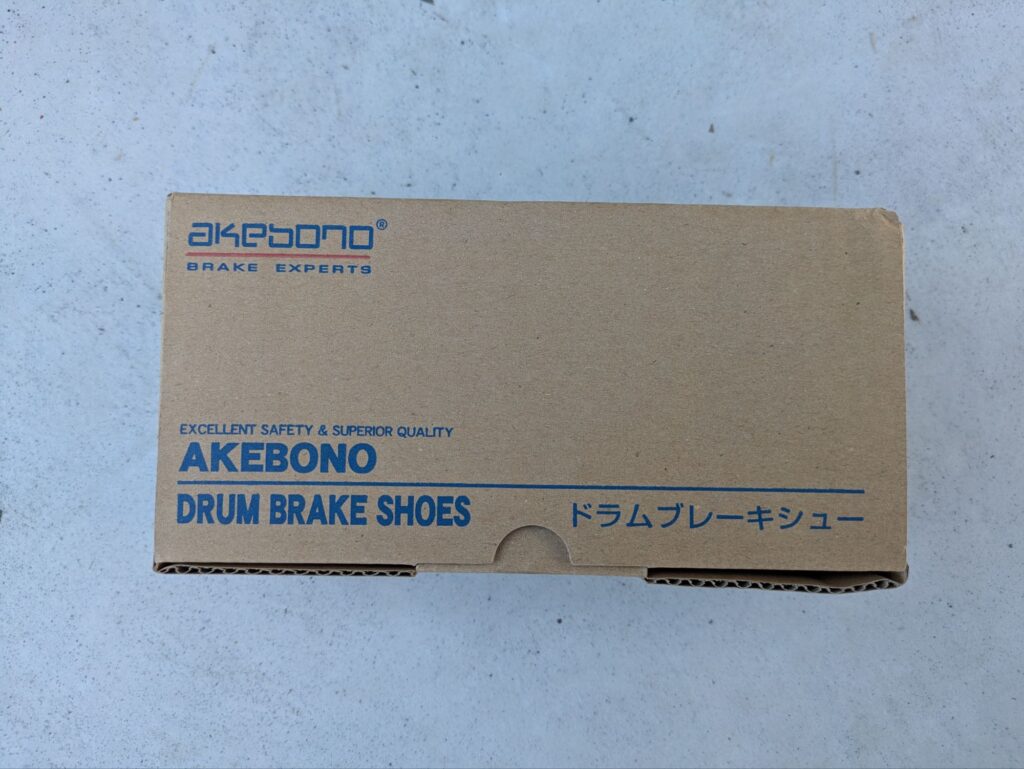 akebono®
BRAKE EXPERTS
EXCELLENT SAFETY & SUPERIOR QUALITY
AKEBONO
DRUM BRAKE SHOES ドラムブレーキシュー